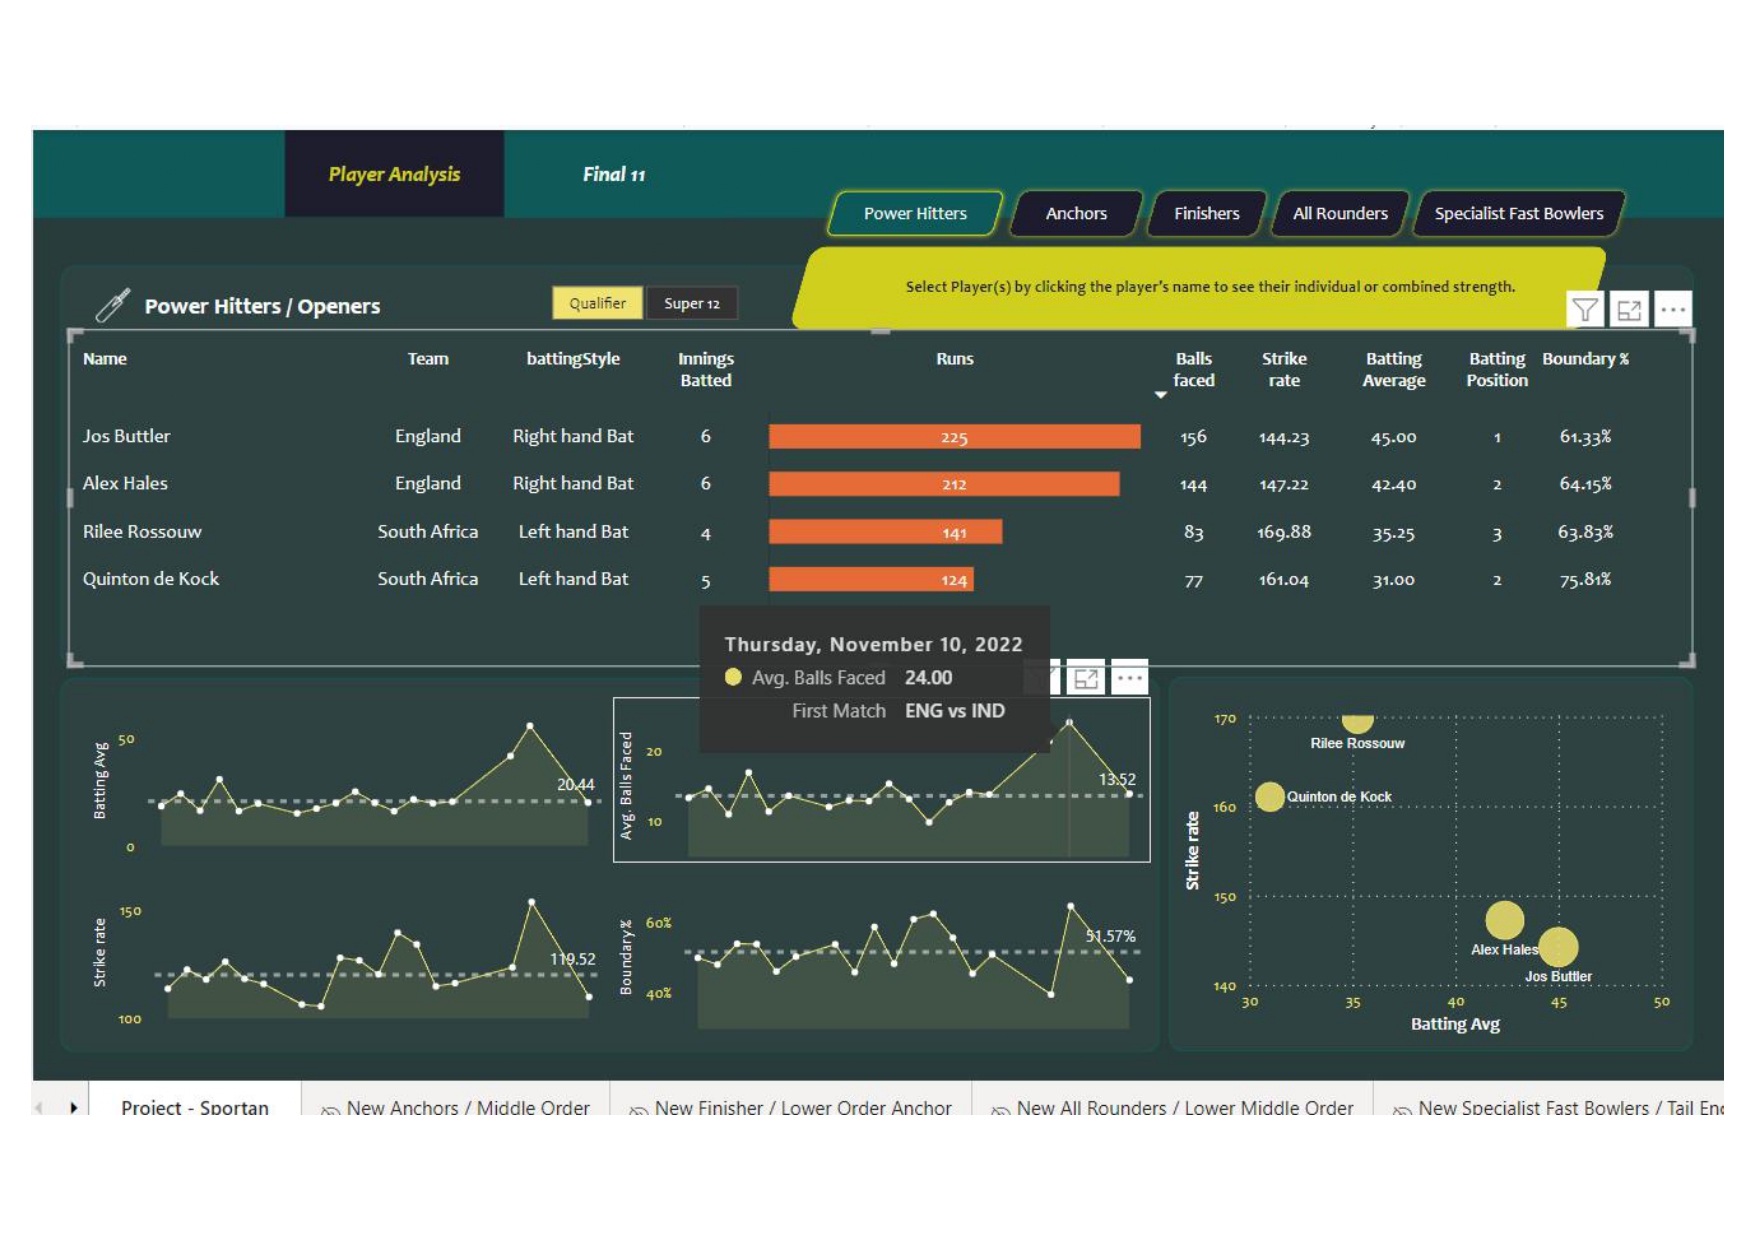 Player Analysis
Final 11
Power Hitters
Anchors
Finishers
All Rounders
Specialist Fast Bowlers
Select Player(s) by clicking the player's name to see their individual or combined strength.
Power Hitters / Openers
Qualifier
Super 12
Name Team battingStyle Innings Batted Runs Balls faced Strike rate Batting Average Batting Position Boundary %
Jos Buttler England Right hand Bat 6 225 156 144.23 45.00 1 61.33%
Alex Hales England Right hand Bat 6 212 144 147.22 42.40 2 64.15%
Rilee Rossouw South Africa Left hand Bat 4 141 83 169.88 35.25 3 63.83%
Quinton de Kock South Africa Left hand Bat 5 124 77 161.04 31.00 2 75.81%
Thursday, November 10, 2022
Avg. Balls Faced 24.00
First Match ENG vs IND
Batting Avg
50
0
20.44
Avg. Balls Faced
20
10
13.52
Strike rate
150
100
119.52
Boundary%
60%
40%
51.57%
Strike rate
170
160
150
140
Rilee Rossouw
Quinton de Kock
Alex Hales
Jos Buttler
30 35 40 45 50
Batting Avg
Project - Sportan
New Anchors / Middle Order
New Finisher / Lower Order Anchor
New All Rounders / Lower Middle Order
New Specialist Fast Bowlers / Tail